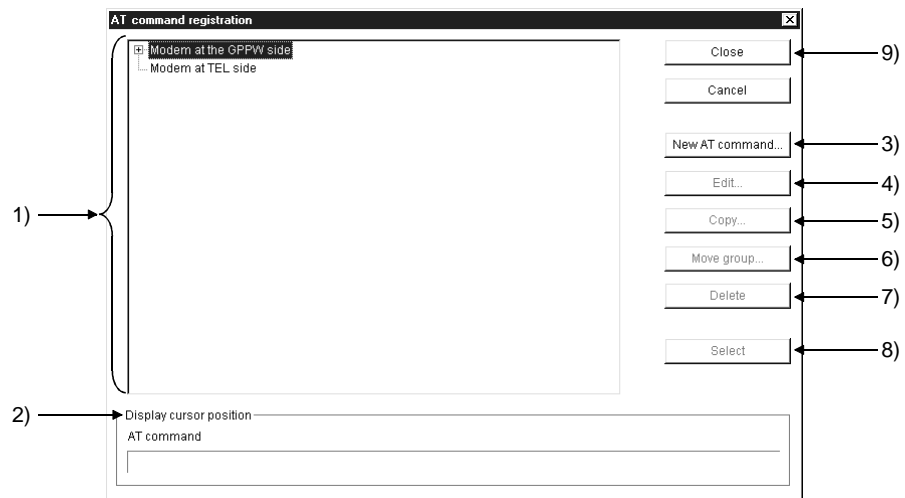 AT command registration
Modem at the GPPW side
Modem at TEL side
Close
9)
Cancel
New AT command...
3)
Edit...
4)
1)
Copy...
5)
Move group...
6)
Delete
7)
Select
8)
2)
Display cursor position
AT command